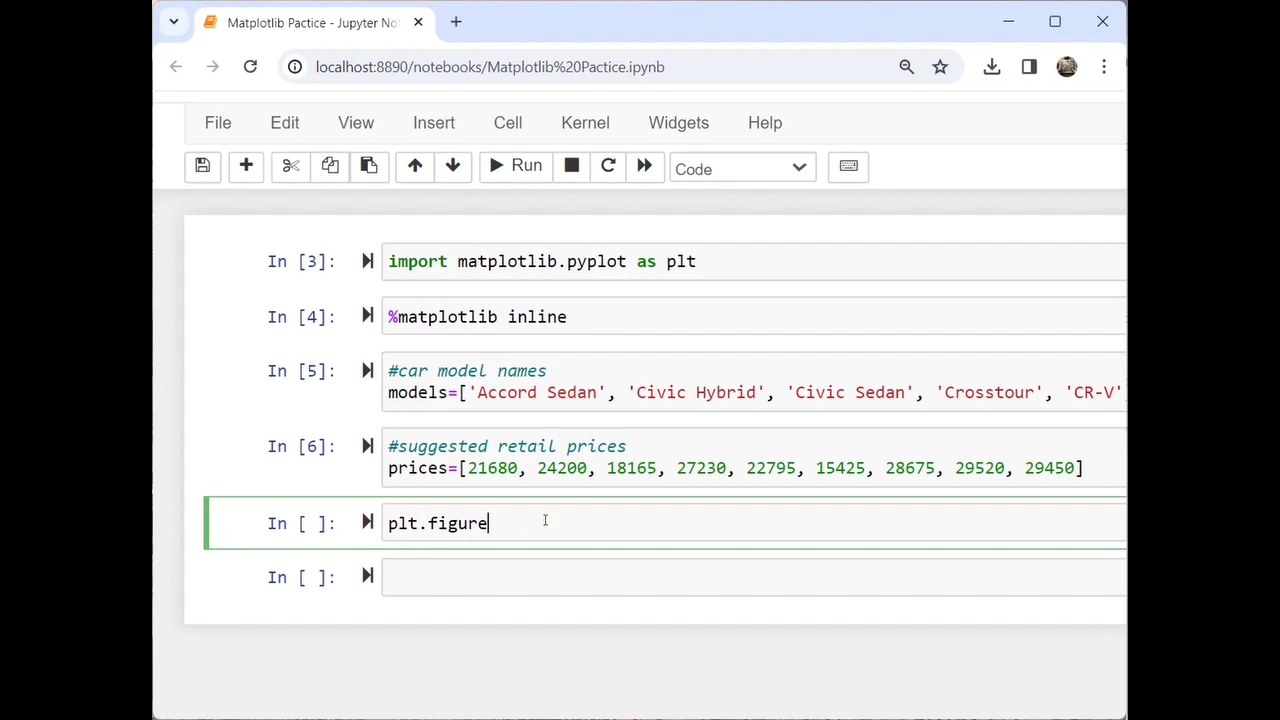 Matplotlib Pactice - Jupyter No
localhost:8890/notebooks/Matplotlib%20Pactice.ipynb
File Edit View Insert Cell Kernel Widgets Help
Run Code
In [3]: import matplotlib.pyplot as plt
In [4]: %matplotlib inline
In [5]: #car model names
models=['Accord Sedan', 'Civic Hybrid', 'Civic Sedan', 'Crosstour', 'CR-V'
In [6]: #suggested retail prices
prices=[21680, 24200, 18165, 27230, 22795, 15425, 28675, 29520, 29450]
In [ ]: plt.figure
In [ ]: